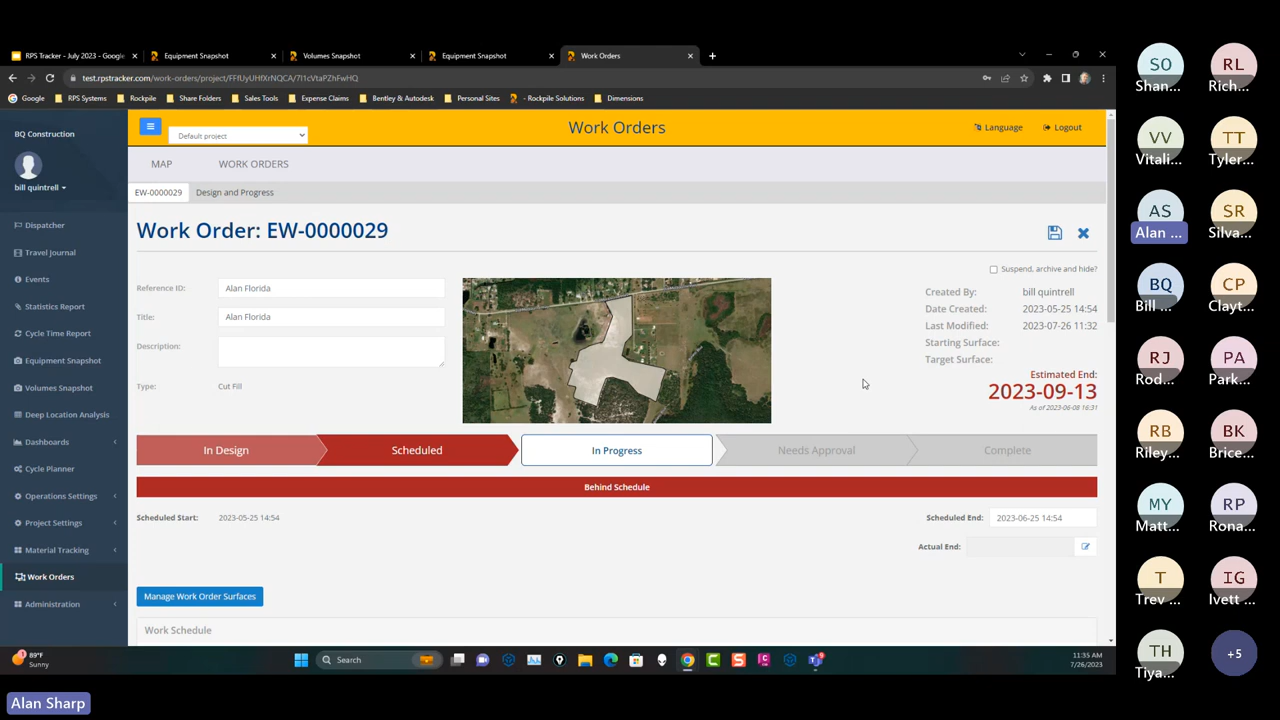 RPS Tracker - July 2023 - Google
Equipment Snapshot
Volumes Snapshot
Equipment Snapshot
Work Orders
test.rpstracker.com/work-orders/project/
Google
RPS Systems
Rockpile
Share Folders
Sales Tools
Expense Claims
Bentley & Autodesk
Personal Sites
- Rockpile Solutions
Dimensions
BQ Construction
bill quintrell
Dispatcher
Travel Journal
Events
Statistics Report
Cycle Time Report
Equipment Snapshot
Volumes Snapshot
Deep Location Analysis
Dashboards
Cycle Planner
Operations Settings
Project Settings
Material Tracking
Work Orders
Administration
Default project
Work Orders
Language
Logout
MAP
WORK ORDERS
EW-0000029
Design and Progress
Work Order: EW-0000029
Suspend, archive and hide?
Reference ID: Alan Florida
Title: Alan Florida
Description:
Type: Cut Fill
Created By: bill quintrell
Date Created: 2023-05-25 14:54
Last Modified: 2023-07-26 11:32
Starting Surface:
Target Surface:
Estimated End:
2023-09-13
As of 2023-06-08 16:31
In Design
Scheduled
In Progress
Needs Approval
Complete
Behind Schedule
Scheduled Start: 2023-05-25 14:54
Scheduled End: 2023-06-25 14:54
Actual End:
Manage Work Order Surfaces
Work Schedule
89°F
Sunny
Search
11:35 AM
7/26/2023
SO
Shan...
RL
Rich...
VV
Vitali...
TT
Tyler...
AS
Alan ...
SR
Silva...
BQ
Bill ...
CP
Clayt...
RJ
Rod...
PA
Park...
RB
Riley...
BK
Brice...
MY
Matt...
RP
Rona...
T
Trev ...
IG
Ivett ...
TH
Tiya...
+5
Alan Sharp